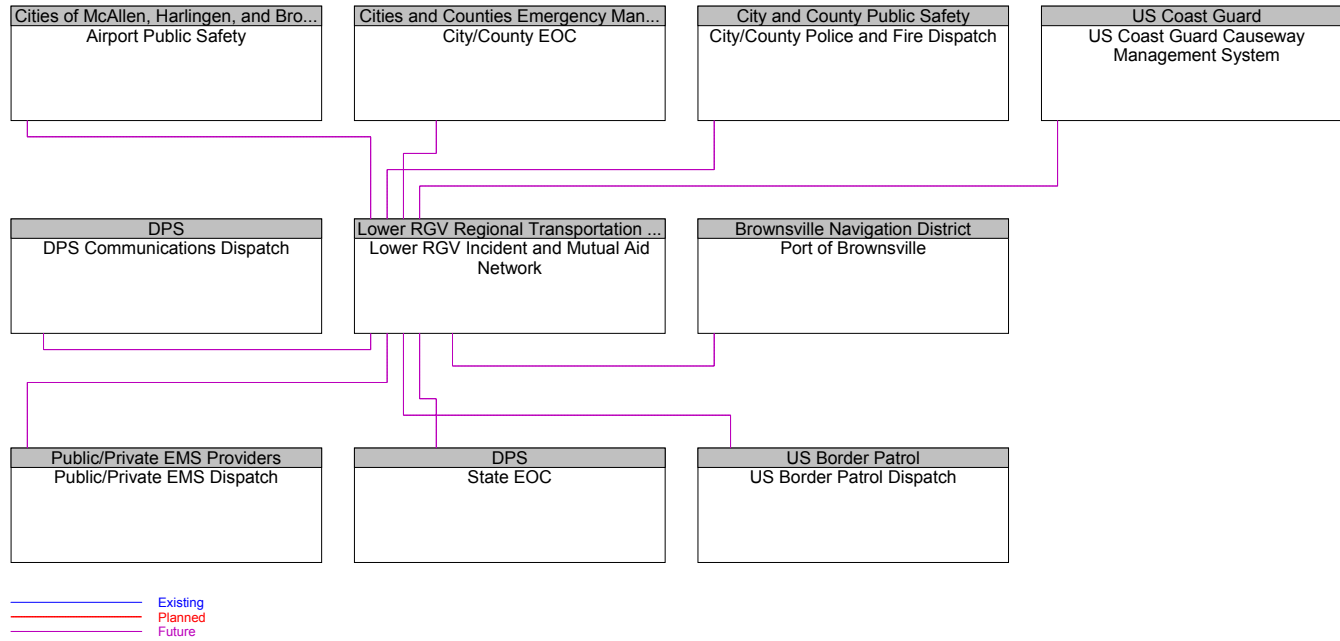 Cities of McAllen, Harlingen, and Bro...
Airport Public Safety
Cities and Counties Emergency Man...
City/County EOC
City and County Public Safety
City/County Police and Fire Dispatch
US Coast Guard
US Coast Guard Causeway
Management System
DPS
DPS Communications Dispatch
Lower RGV Regional Transportation ...
Lower RGV Incident and Mutual Aid
Network
Brownsville Navigation District
Port of Brownsville
Public/Private EMS Providers
Public/Private EMS Dispatch
DPS
State EOC
US Border Patrol
US Border Patrol Dispatch
Existing
Planned
Future